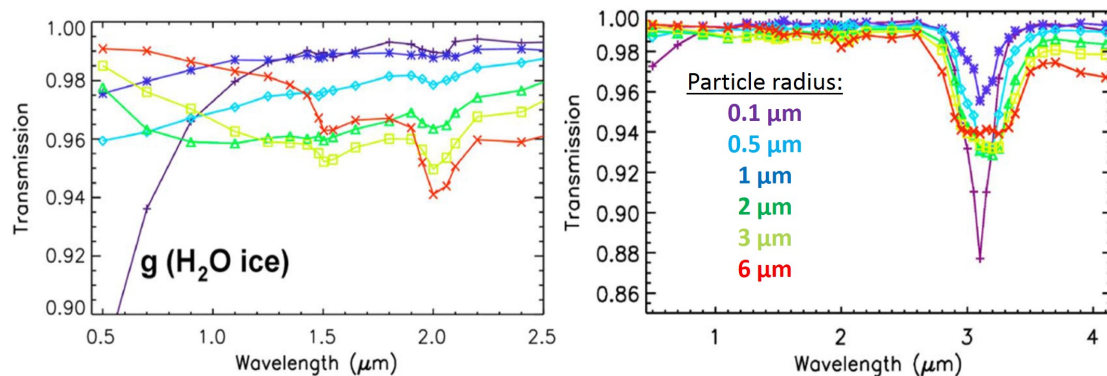 1.00
0.98
0.96
0.94
0.92
0.90
Transmission
g (H₂O ice)
0.5 1.0 1.5 2.0 2.5
Wavelength (μm)
1.00
0.98
0.96
0.94
0.92
0.90
0.88
0.86
Transmission
Particle radius:
0.1 μm
0.5 μm
1 μm
2 μm
3 μm
6 μm
1 2 3 4
Wavelength (μm)